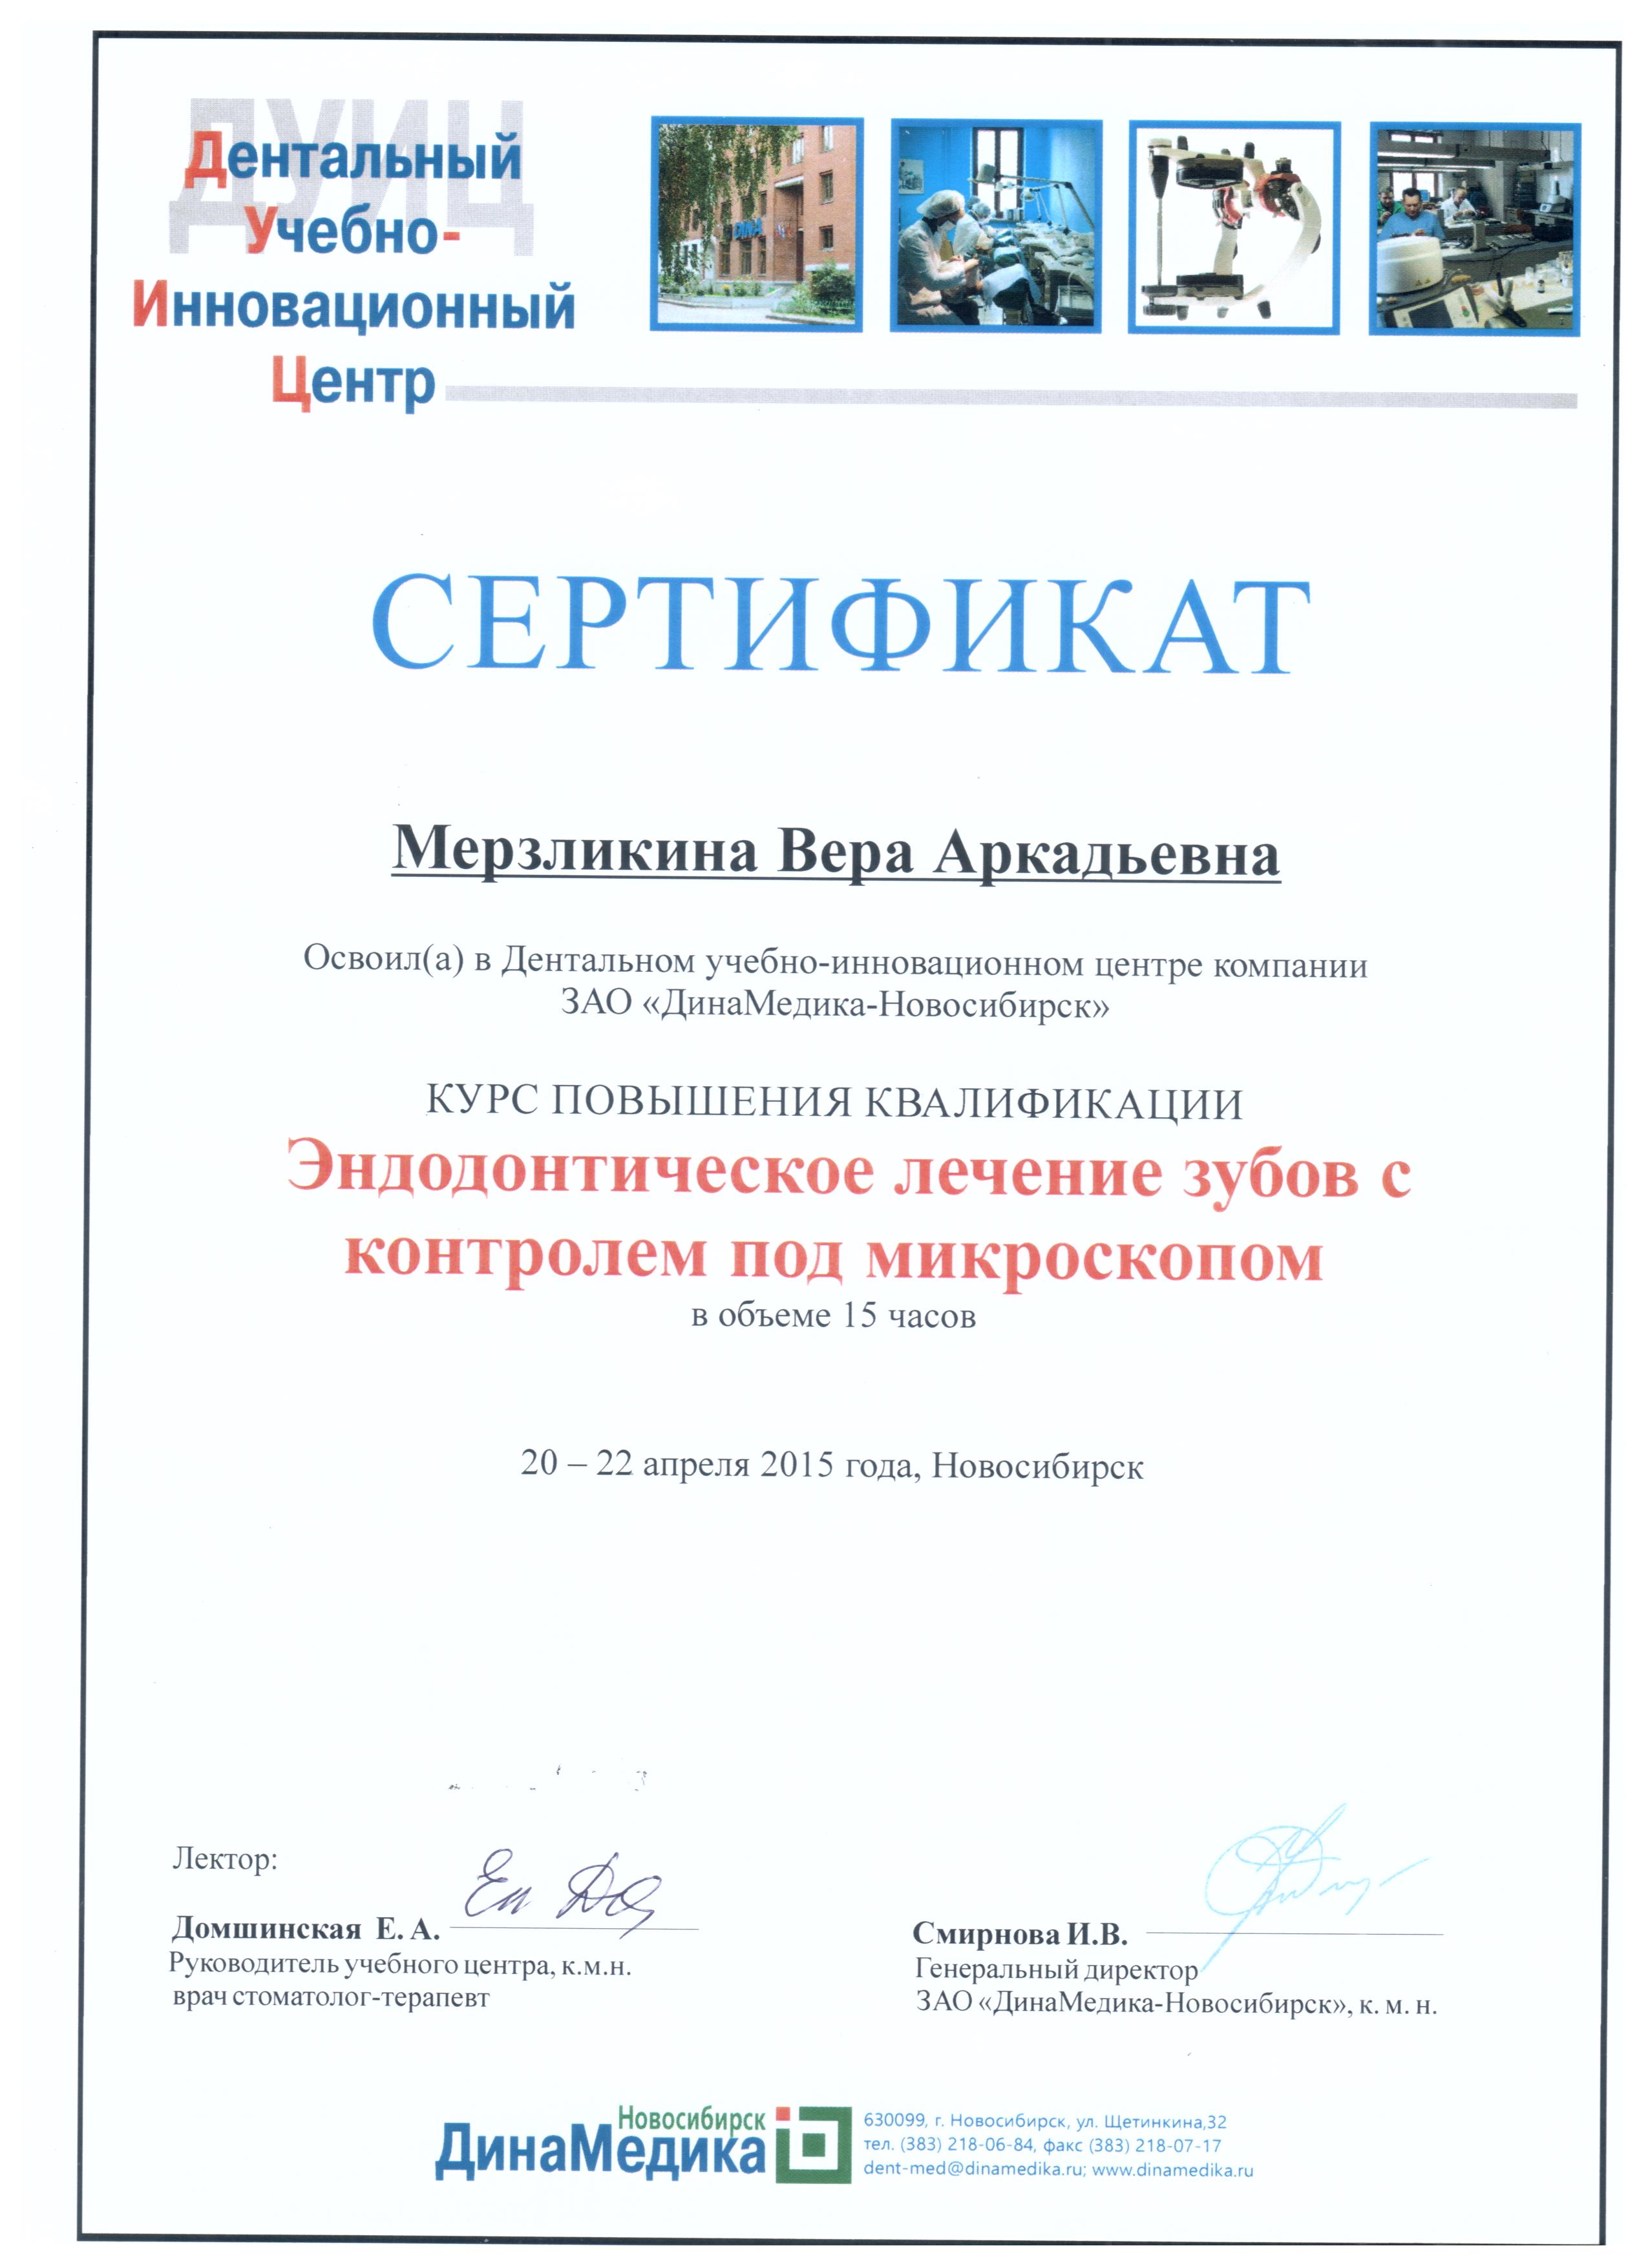 ДУИЦ
Дентальный
Учебно-
Инновационный
Центр
DINA
СЕРТИФИКАТ
Мерзликина Вера Аркадьевна
Освоил(а) в Дентальном учебно-инновационном центре компании
ЗАО «ДинаМедика-Новосибирск»
КУРС ПОВЫШЕНИЯ КВАЛИФИКАЦИИ
Эндодонтическое лечение зубов с
контролем под микроскопом
в объеме 15 часов
20 – 22 апреля 2015 года, Новосибирск
Лектор:
Домшинская Е. А.
Руководитель учебного центра, к.м.н.
врач стоматолог-терапевт
Смирнова И.В.
Генеральный директор
ЗАО «ДинаМедика-Новосибирск», к. м. н.
Новосибирск
ДинаМедика
630099, г. Новосибирск, ул. Щетинкина,32
тел. (383) 218-06-84, факс (383) 218-07-17
dent-med@dinamedika.ru; www.dinamedika.ru